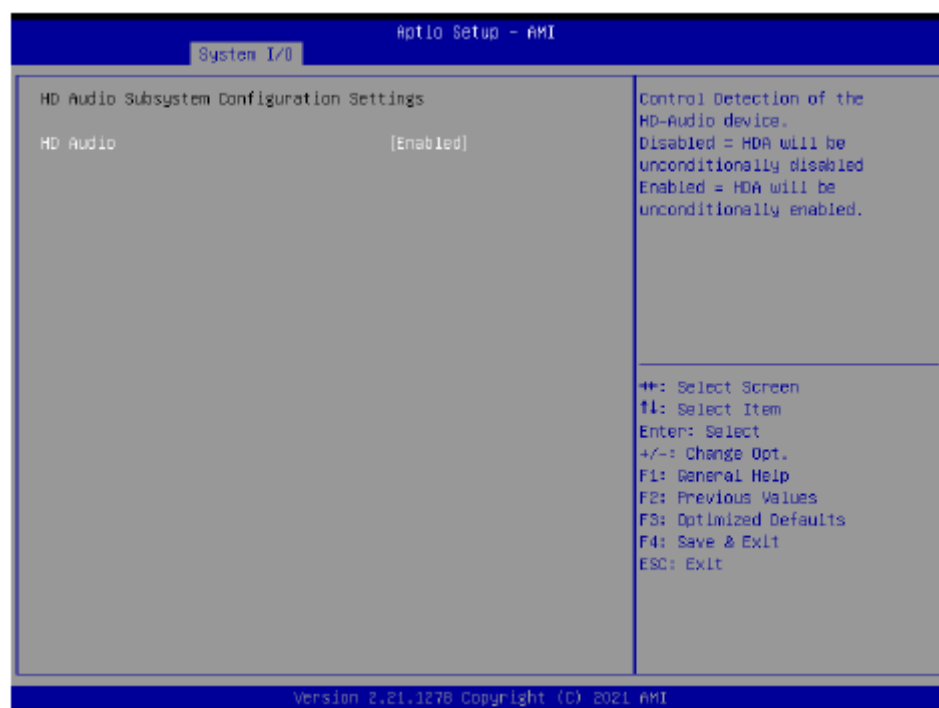 Aptio Setup - AMI
System I/O
HD Audio Subsystem Configuration Settings
HD Audio [Enabled]
Control Detection of the
HD-Audio device.
Disabled = HDA will be
unconditionally disabled
Enabled = HDA will be
unconditionally enabled.
→←: Select Screen
↑↓: Select Item
Enter: Select
+/-: Change Opt.
F1: General Help
F2: Previous Values
F3: Optimized Defaults
F4: Save & Exit
ESC: Exit
Version 2.21.1278 Copyright (C) 2021 AMI